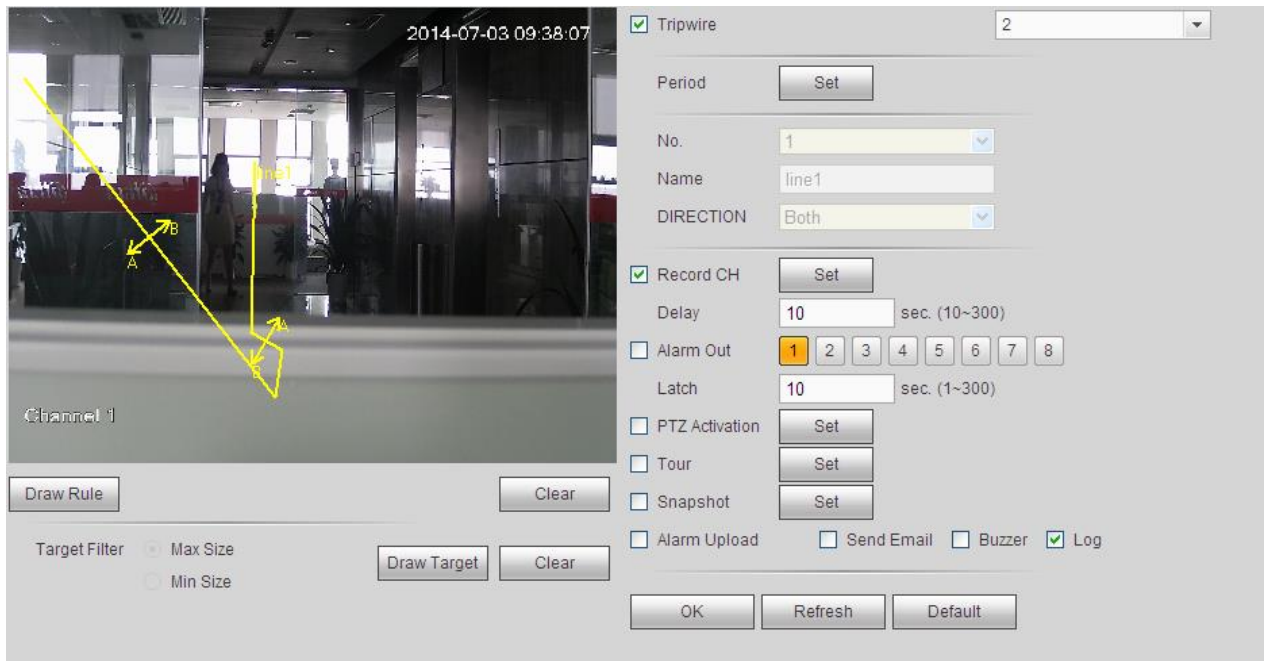 2014-07-03 09:38:07
line1
B
A
A
B
Channel 1
Draw Rule
Clear
Target Filter
Max Size
Min Size
Draw Target
Clear
Tripwire
2
Period
Set
No.
1
Name
line1
DIRECTION
Both
Record CH
Set
Delay
10
sec. (10~300)
Alarm Out
1 2 3 4 5 6 7 8
Latch
10
sec. (1~300)
PTZ Activation
Set
Tour
Set
Snapshot
Set
Alarm Upload
Send Email
Buzzer
Log
OK
Refresh
Default